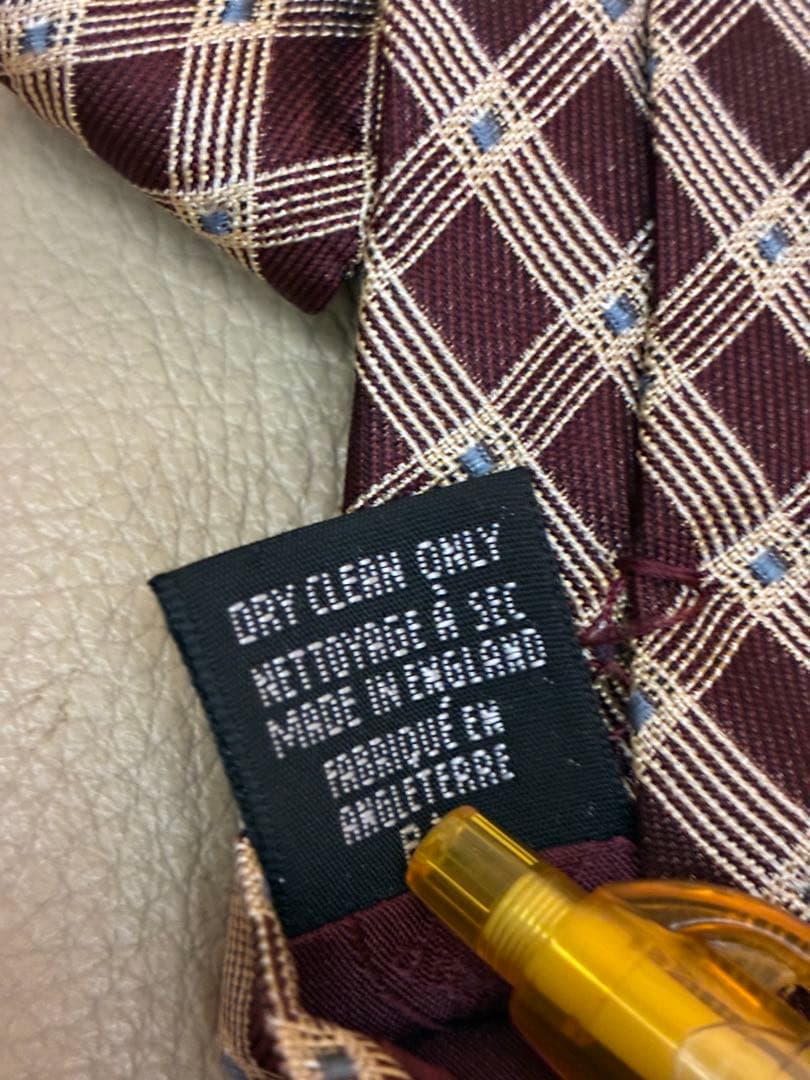 DRY CLEAN ONLY
NETTOYAGE À SEC
MADE IN ENGLAND
FABRIQUÉ EN
ANGLETERRE